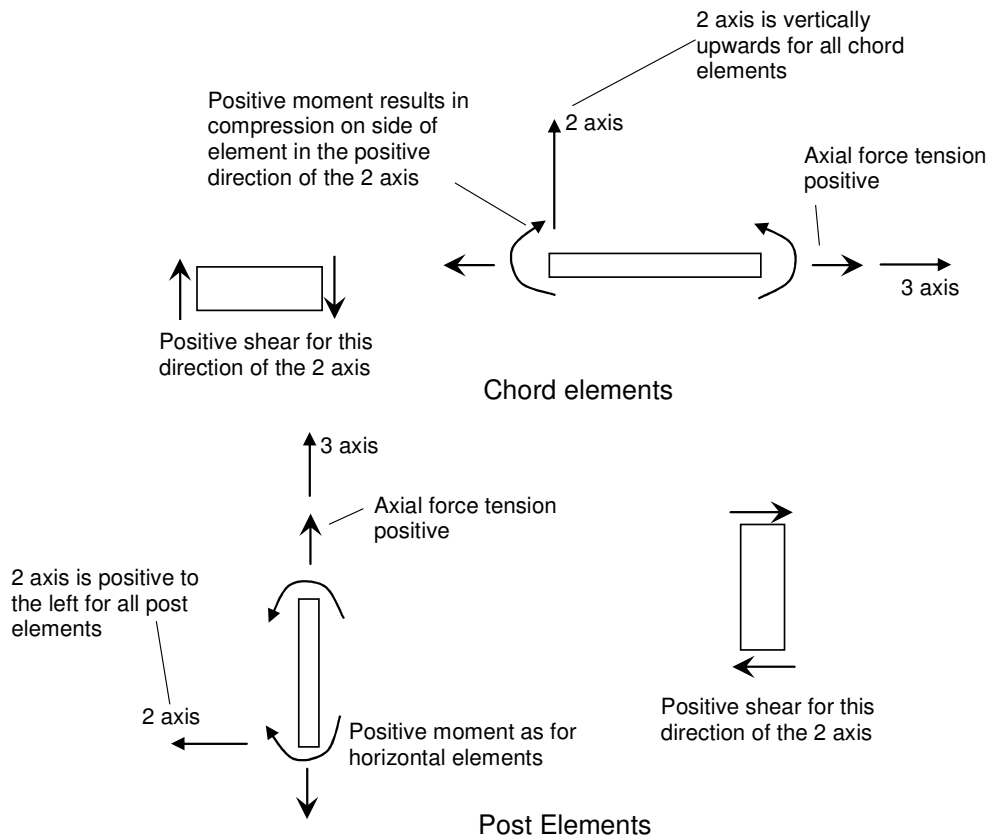 2 axis is vertically
upwards for all chord
elements
Positive moment results in
compression on side of
element in the positive
direction of the 2 axis
2 axis
Axial force tension
positive
3 axis
Positive shear for this
direction of the 2 axis
Chord elements
3 axis
Axial force tension
positive
2 axis is positive to
the left for all post
elements
2 axis
Positive moment as for
horizontal elements
Positive shear for this
direction of the 2 axis
Post Elements